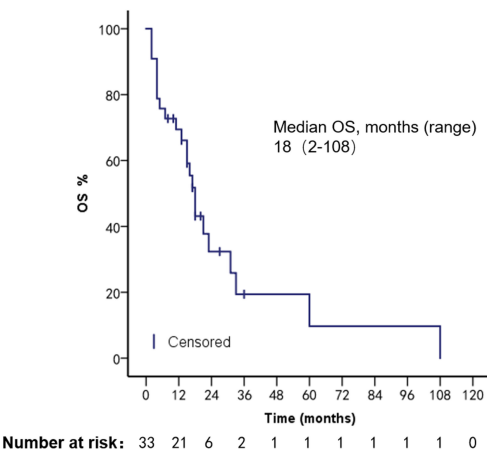 100
80
Median OS, months (range)
18（2-108）
60
OS %
40
20
Censored
0
0 12 24 36 48 60 72 84 96 108 120
Time (months)
Number at risk： 33 21 6 2 1 1 1 1 1 1 0